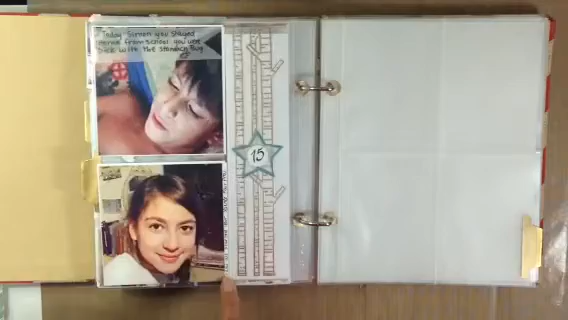 Today Simon you stayed
home from school you were
sick with the stomach bug
15